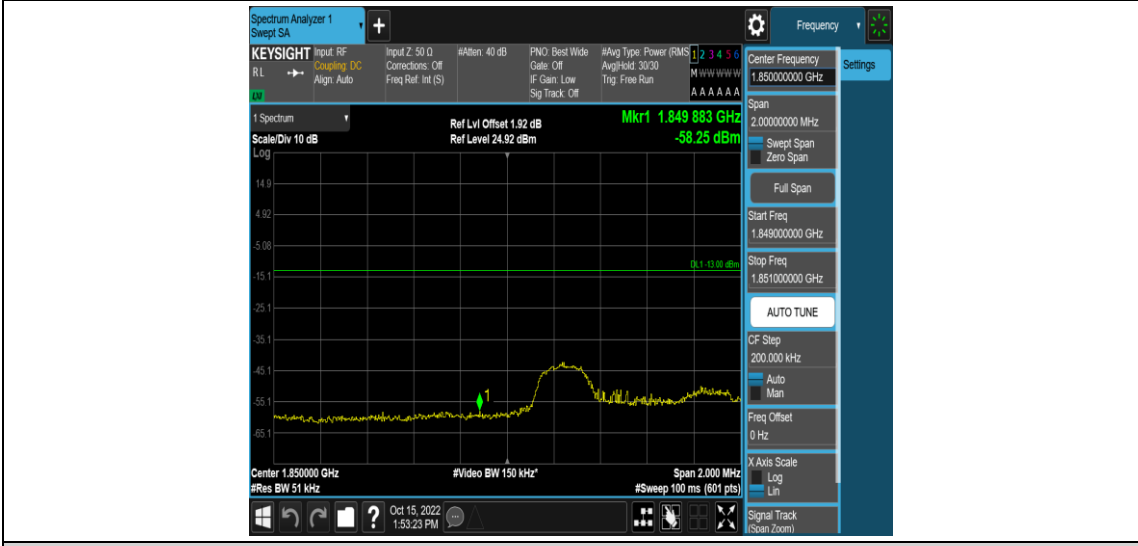 Spectrum Analyzer 1
Swept SA
Frequency
KEYSIGHT
RL
Input: RF
Coupling: DC
Align: Auto
Input Z: 50 Ω
Corrections: Off
Freq Ref: Int (S)
#Atten: 40 dB
PNO: Best Wide
Gate: Off
IF Gain: Low
Sig Track: Off
#Avg Type: Power (RMS
Avg|Hold: 30/30
Trig: Free Run
1 2 3 4 5 6
M W W W W W
A A A A A A
1 Spectrum
Scale/Div 10 dB
Log
Ref Lvl Offset 1.92 dB
Ref Level 24.92 dBm
Mkr1 1.849 883 GHz
-58.25 dBm
14.9
4.92
-5.08
-15.1
-25.1
-35.1
-45.1
-55.1
-65.1
DL1 -13.00 dBm
1
Center 1.850000 GHz
#Res BW 51 kHz
#Video BW 150 kHz*
Span 2.000 MHz
#Sweep 100 ms (601 pts)
?
Oct 15, 2022
1:53:23 PM
Center Frequency
1.850000000 GHz
Settings
Span
2.00000000 MHz
Swept Span
Zero Span
Full Span
Start Freq
1.849000000 GHz
Stop Freq
1.851000000 GHz
AUTO TUNE
CF Step
200.000 kHz
Auto
Man
Freq Offset
0 Hz
X Axis Scale
Log
Lin
Signal Track
(Span Zoom)